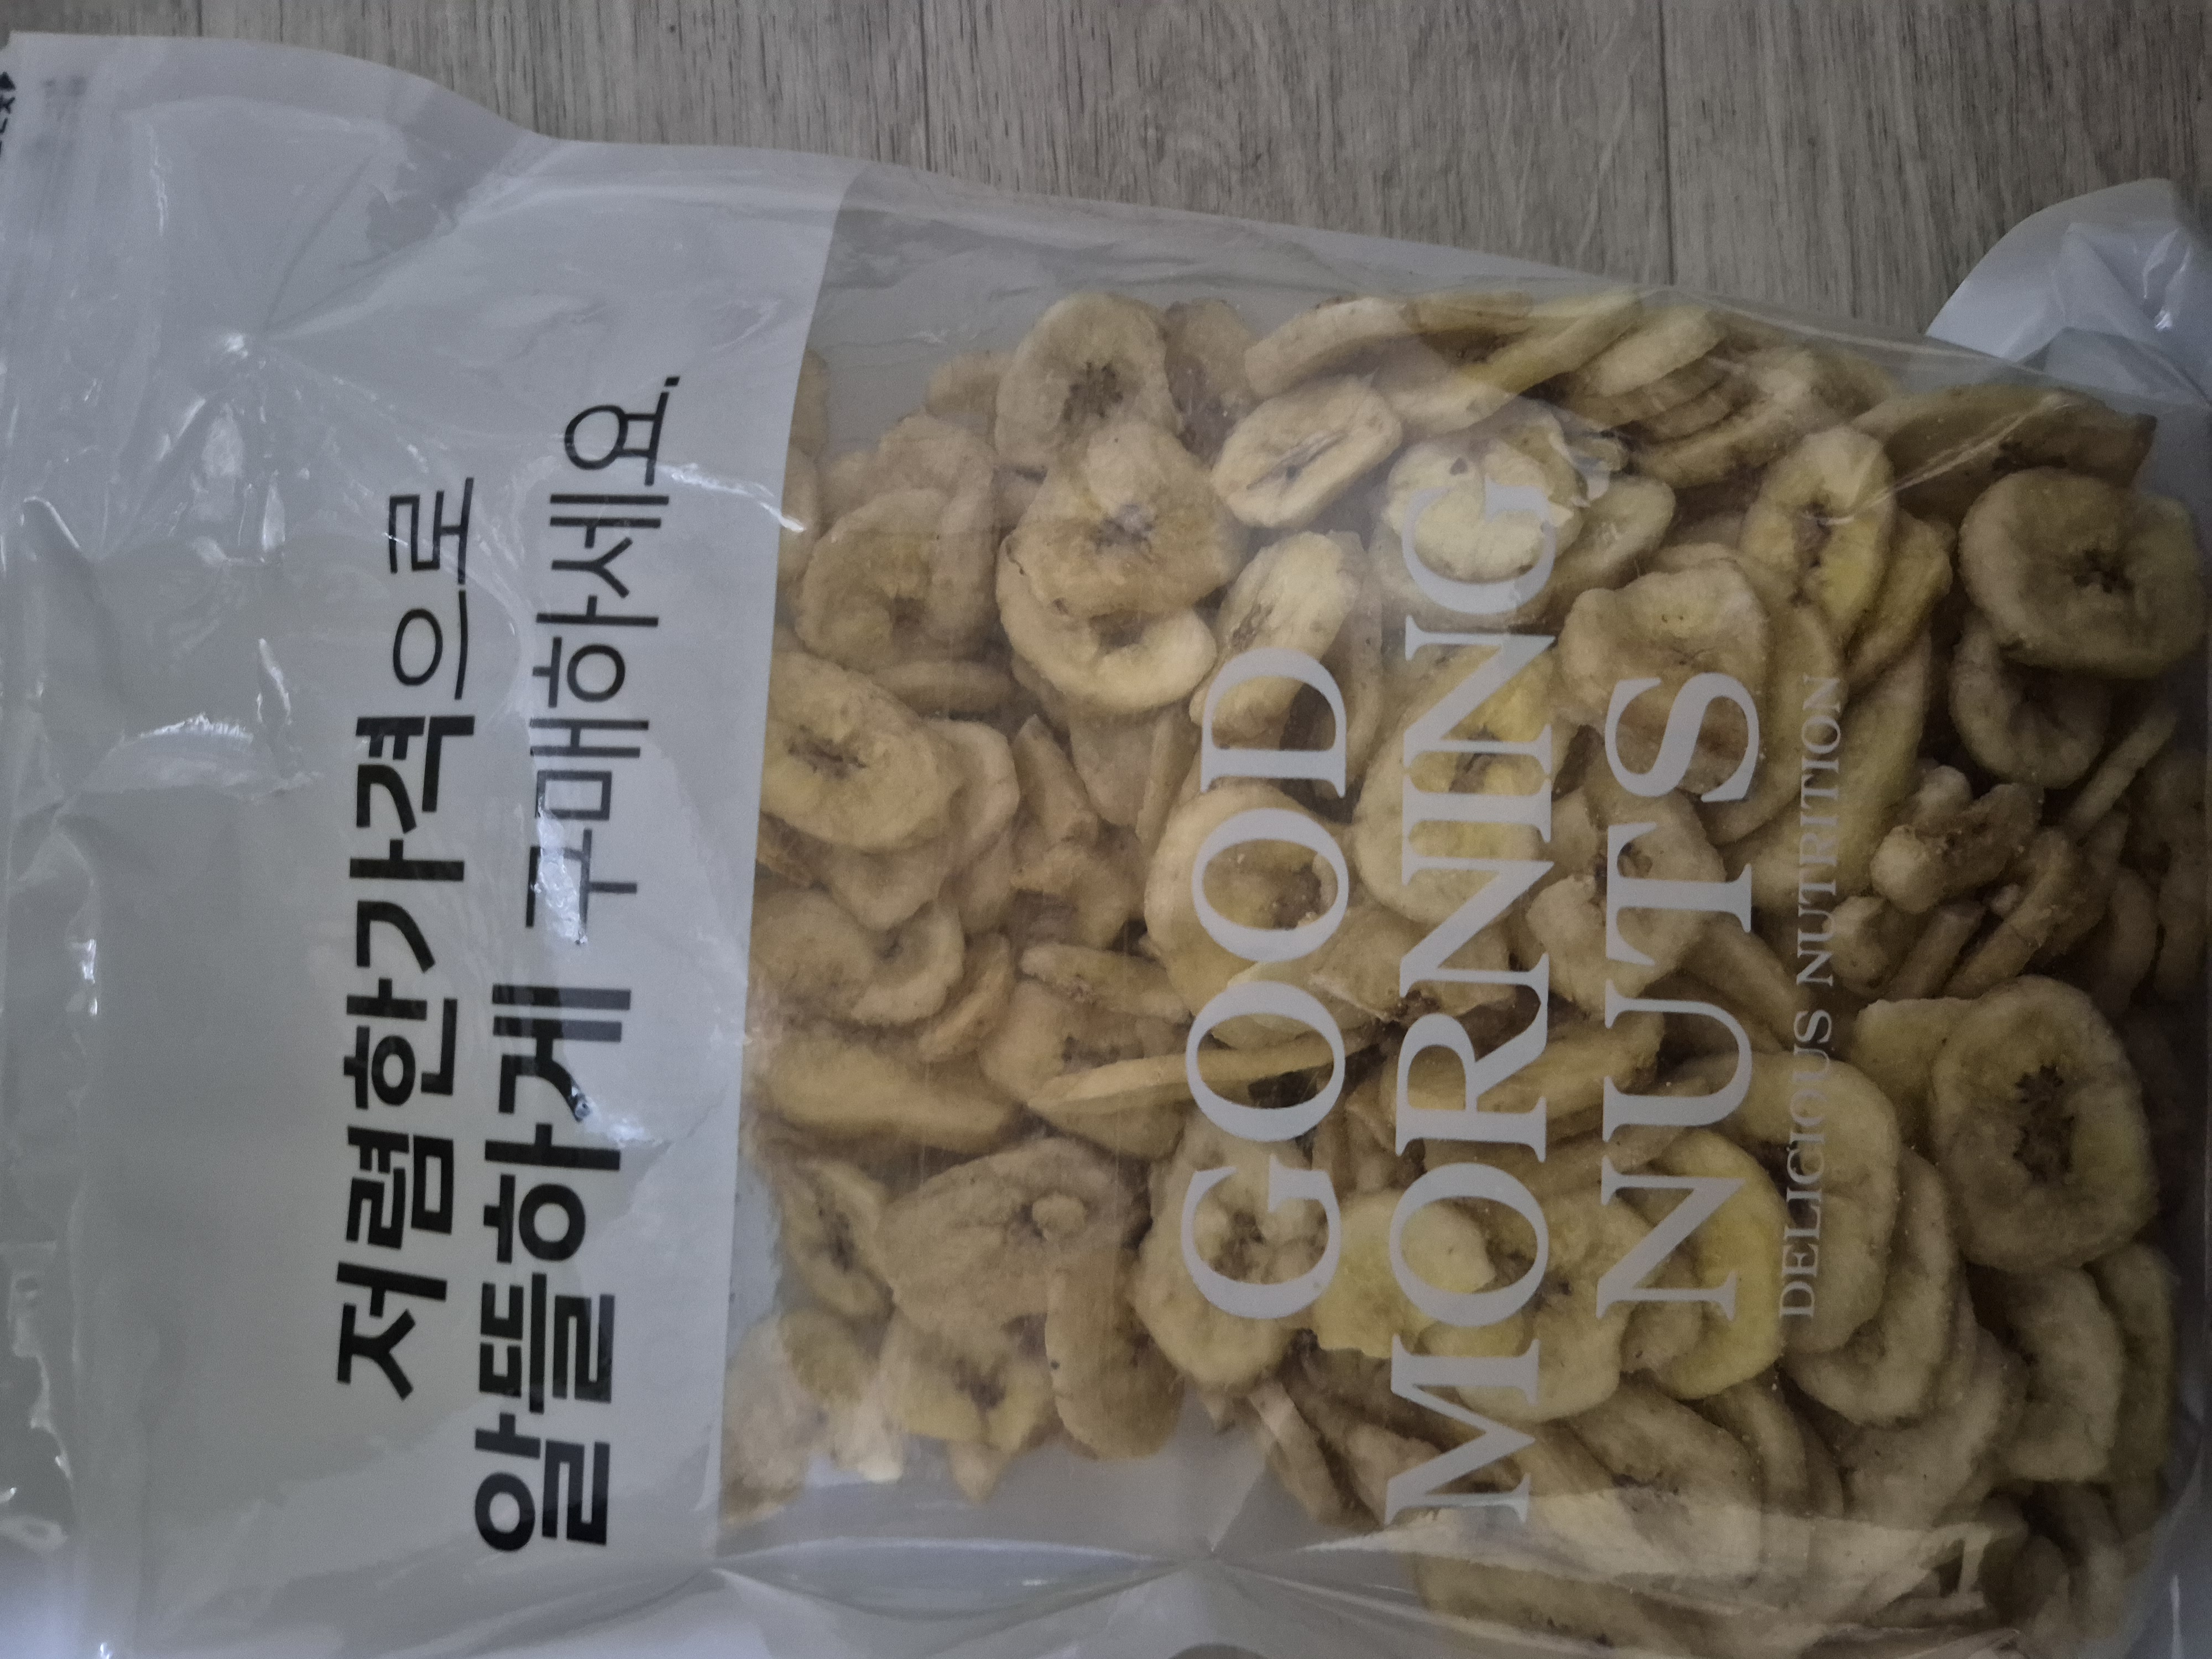 저렴한가격으로
알뜰하게 구매하세요.
GOOD
MORNING
NUTS
DELICIOUS NUTRITION